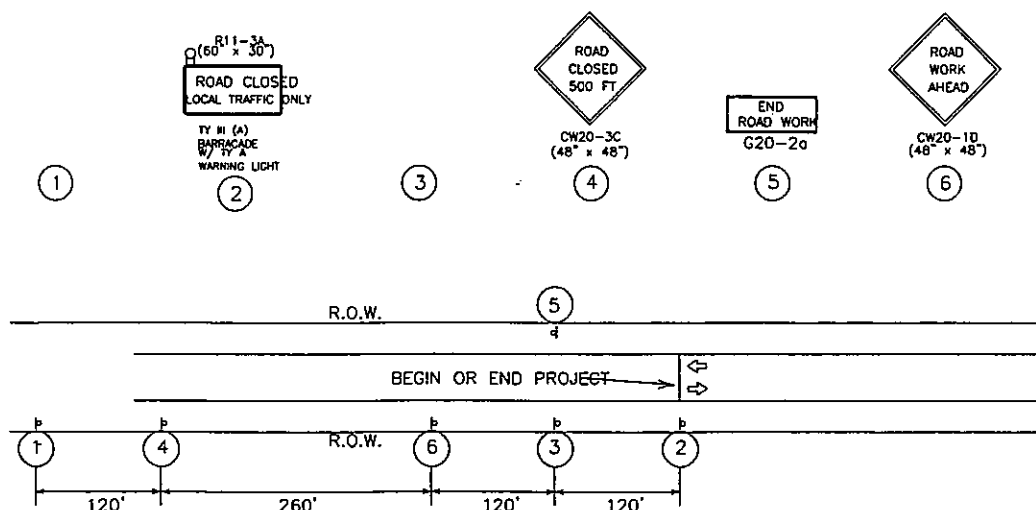 R11-3A
(60" x 30")
ROAD CLOSED
LOCAL TRAFFIC ONLY
TY III (A)
BARRACADE
W/ TY A
WARNING LIGHT
ROAD
CLOSED
500 FT
CW20-3C
(48" x 48")
END
ROAD WORK
G20-2a
ROAD
WORK
AHEAD
CW20-1D
(48" x 48")
1
2
3
4
5
6
R.O.W.
5
BEGIN OR END PROJECT
R.O.W.
1
4
6
3
2
120'
260'
120'
120'